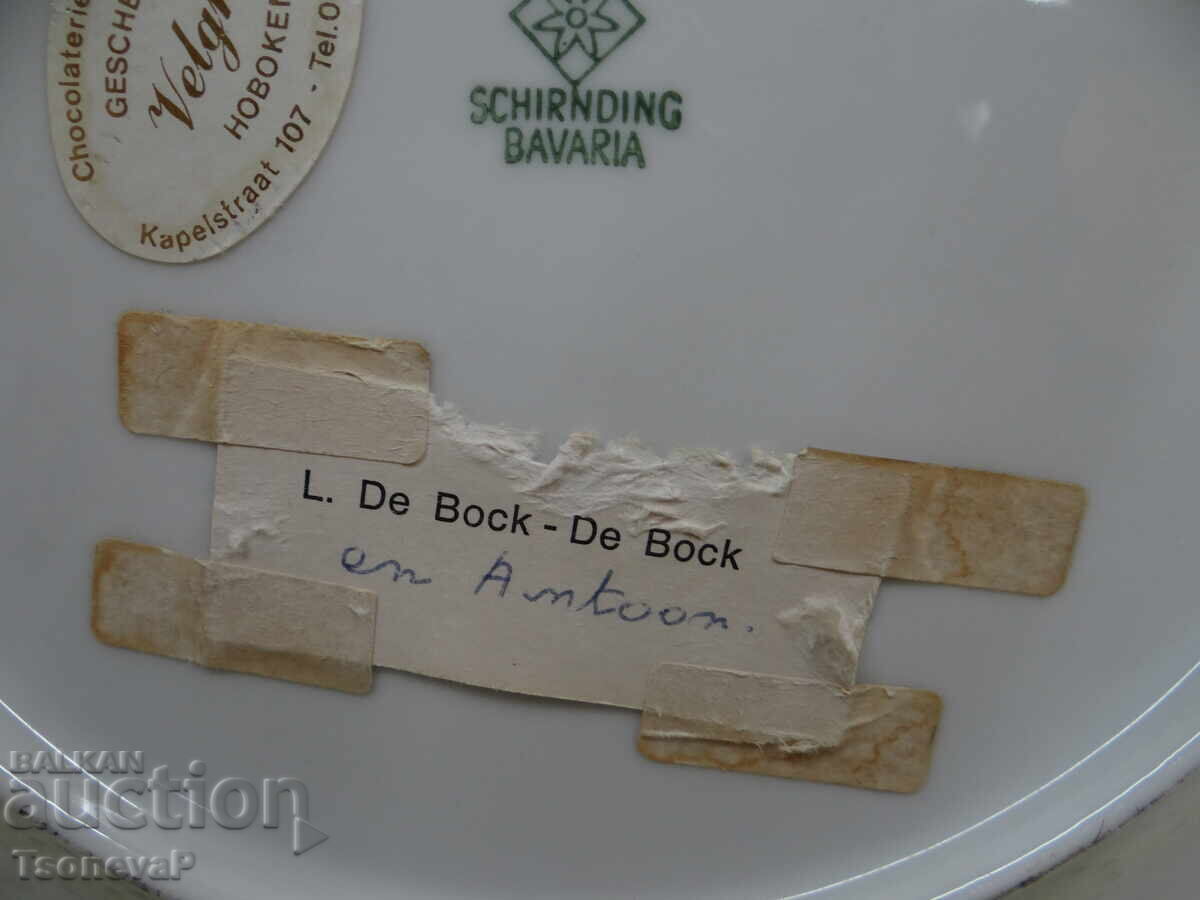 Chocolaterie
GESCHE
Velg
HOBOKEN
Kapelstraat 107 - Tel.0
SCHIRNDING
BAVARIA
L. De Bock - De Bock
en Antoon.
BALKAN
auction
TsonevaP